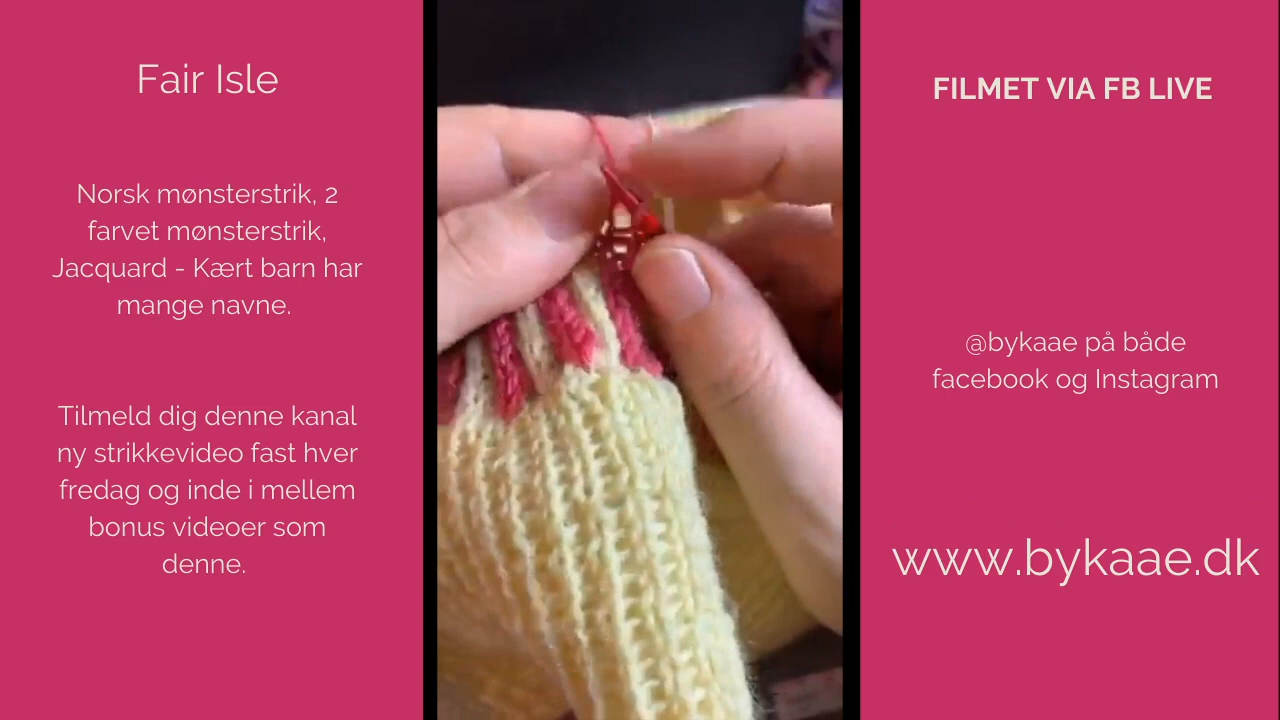 Fair Isle
Norsk mønsterstrik, 2
farvet mønsterstrik,
Jacquard - Kært barn har
mange navne.
Tilmeld dig denne kanal
ny strikkevideo fast hver
fredag og inde i mellem
bonus videoer som
denne.
FILMET VIA FB LIVE
@bykaae på både
facebook og Instagram
www.bykaae.dk